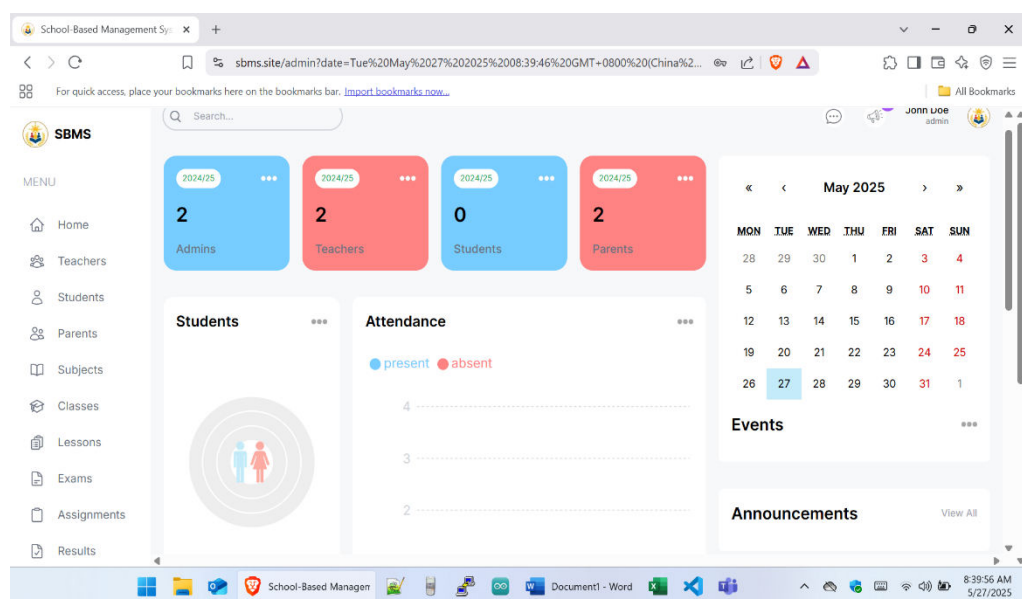 School-Based Management Sys
sbms.site/admin?date=Tue%20May%2027%202025%2008:39:46%20GMT+0800%20(China%2...
For quick access, place your bookmarks here on the bookmarks bar. Import bookmarks now...
All Bookmarks
SBMS
Search...
John Doe
admin
MENU
Home
Teachers
Students
Parents
Subjects
Classes
Lessons
Exams
Assignments
Results
2024/25
2
Admins
2024/25
2
Teachers
2024/25
0
Students
2024/25
2
Parents
Students
Attendance
present absent
4
3
2
« ‹ May 2025 › »
MON TUE WED THU FRI SAT SUN
28 29 30 1 2 3 4
5 6 7 8 9 10 11
12 13 14 15 16 17 18
19 20 21 22 23 24 25
26 27 28 29 30 31 1
Events
Announcements View All
School-Based Managem
Document1 - Word
8:39:56 AM
5/27/2025